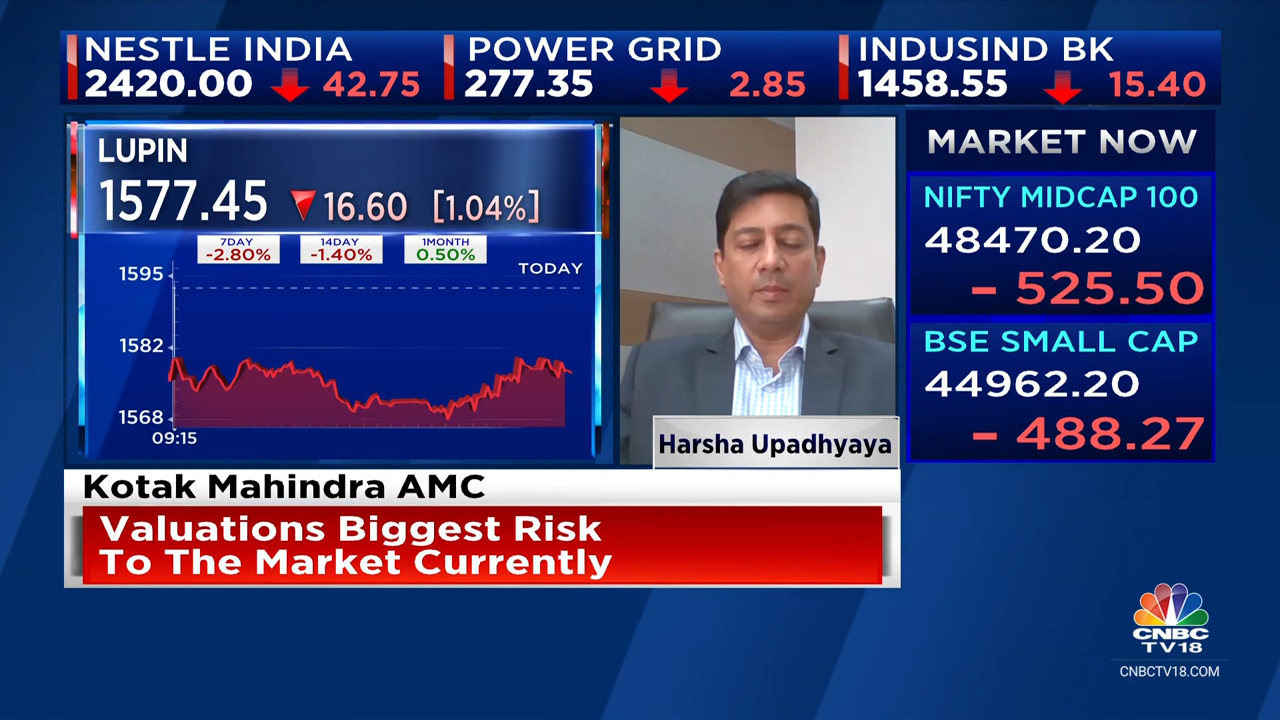 NESTLE INDIA
2420.00 42.75
POWER GRID
277.35 2.85
INDUSIND BK
1458.55 15.40
LUPIN
1577.45 16.60 [1.04%]
7DAY
-2.80%
14DAY
-1.40%
1MONTH
0.50%
TODAY
1595
1582
1568
09:15
Harsha Upadhyaya
MARKET NOW
NIFTY MIDCAP 100
48470.20
- 525.50
BSE SMALL CAP
44962.20
- 488.27
Kotak Mahindra AMC
Valuations Biggest Risk
To The Market Currently
CNBC
TV18
CNBCTV18.COM